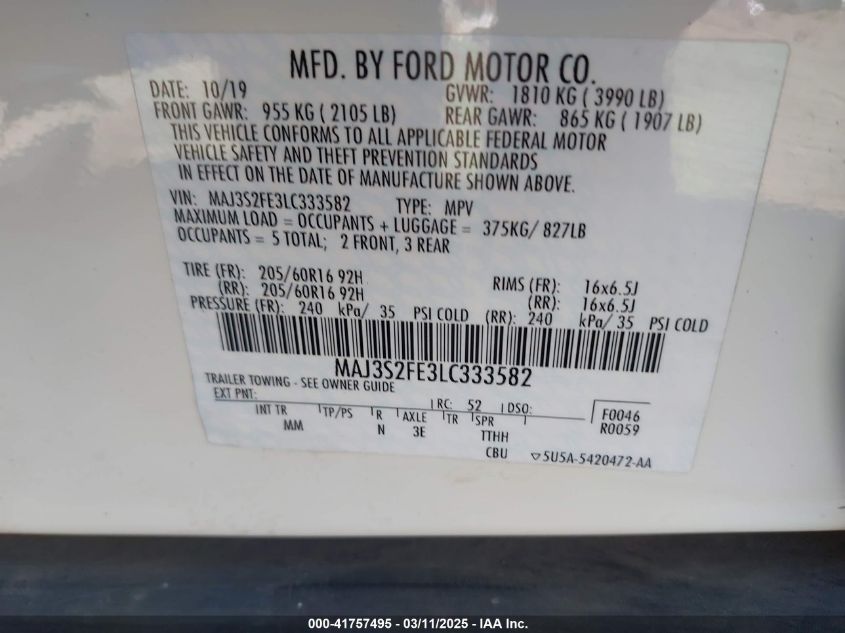 MFD. BY FORD MOTOR CO.
DATE: 10/19 GVWR: 1810 KG ( 3990 LB)
FRONT GAWR: 955 KG ( 2105 LB) REAR GAWR: 865 KG ( 1907 LB)
THIS VEHICLE CONFORMS TO ALL APPLICABLE FEDERAL MOTOR
VEHICLE SAFETY AND THEFT PREVENTION STANDARDS
IN EFFECT ON THE DATE OF MANUFACTURE SHOWN ABOVE.
VIN: MAJ3S2FE3LC333582 TYPE: MPV
MAXIMUM LOAD = OCCUPANTS + LUGGAGE = 375KG/ 827LB
OCCUPANTS = 5 TOTAL; 2 FRONT, 3 REAR
TIRE (FR): 205/60R16 92H RIMS (FR): 16x6.5J
(RR): 205/60R16 92H (RR): 16x6.5J
PRESSURE (FR): 240 kPa/ 35 PSI COLD (RR): 240 kPa/ 35 PSI COLD
MAJ3S2FE3LC333582
TRAILER TOWING - SEE OWNER GUIDE
EXT PNT: RC: 52 DSO: F0046
INT TR TP/PS R AXLE TR SPR R0059
MM N 3E TTHH
CBU 5U5A-5420472-AA
000-41757495 - 03/11/2025 - IAA Inc.